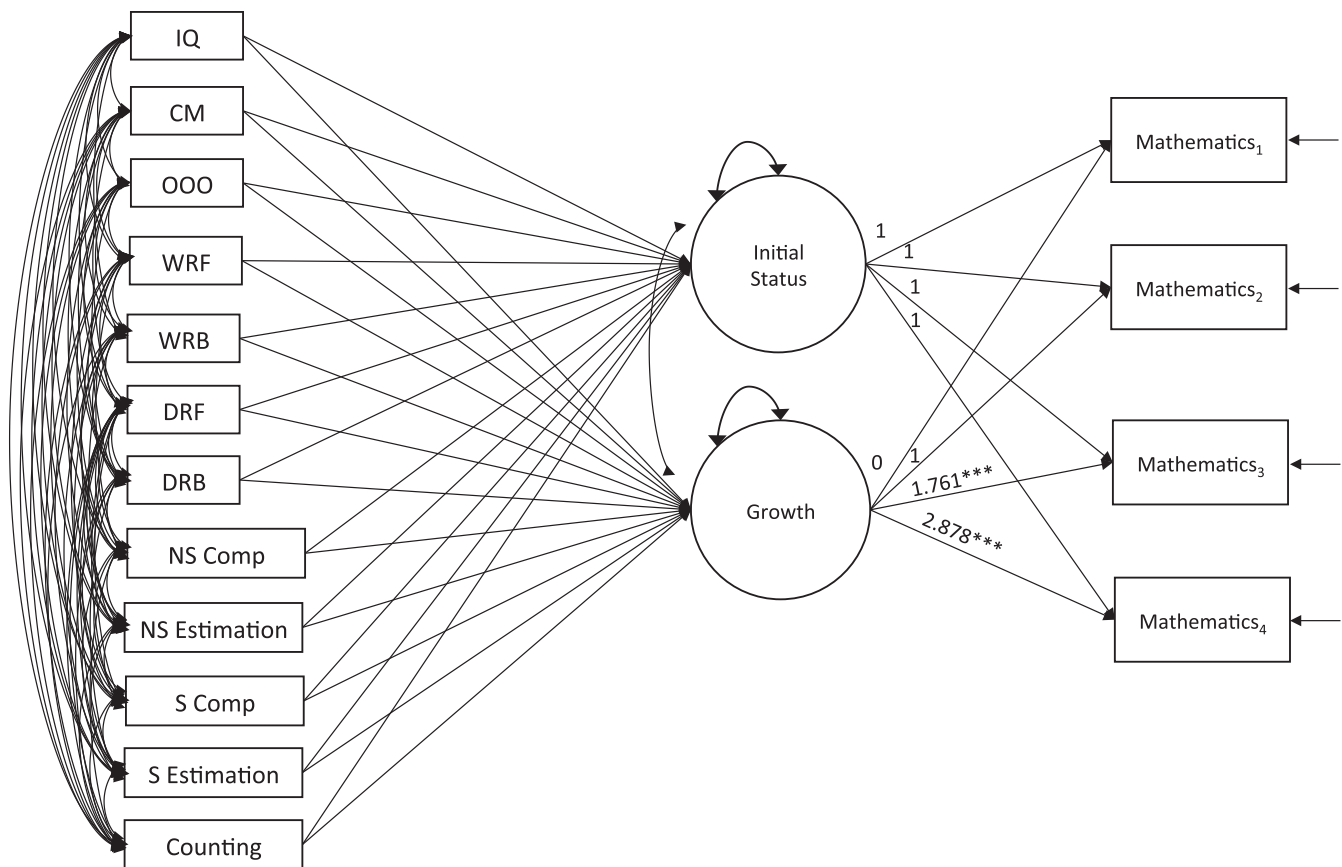 IQ
CM
OOO
WRF
WRB
DRF
DRB
NS Comp
NS Estimation
S Comp
S Estimation
Counting
Initial
Status
Growth
1
1
1
1
0
1
1.761***
2.878***
Mathematics₁
Mathematics₂
Mathematics₃
Mathematics₄